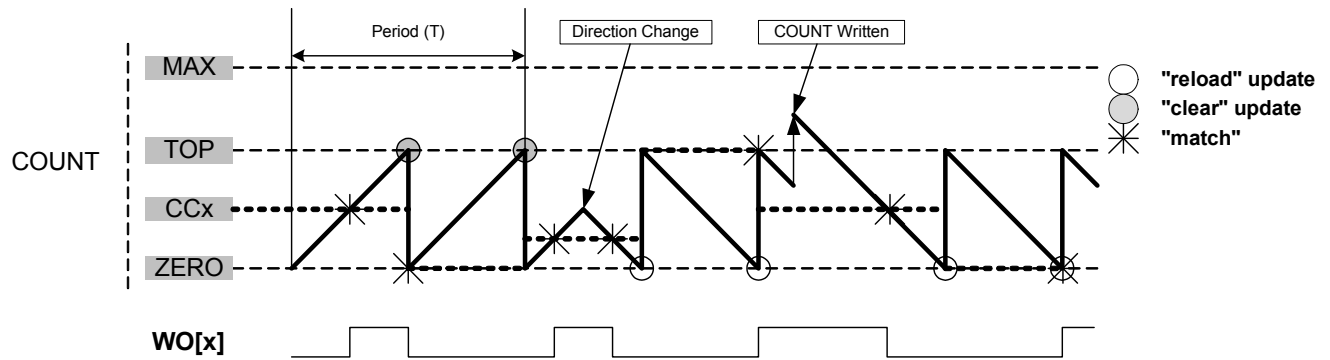 Period (T)
Direction Change
COUNT Written
MAX
"reload" update
"clear" update
TOP
"match"
COUNT
CCx
ZERO
WO[x]